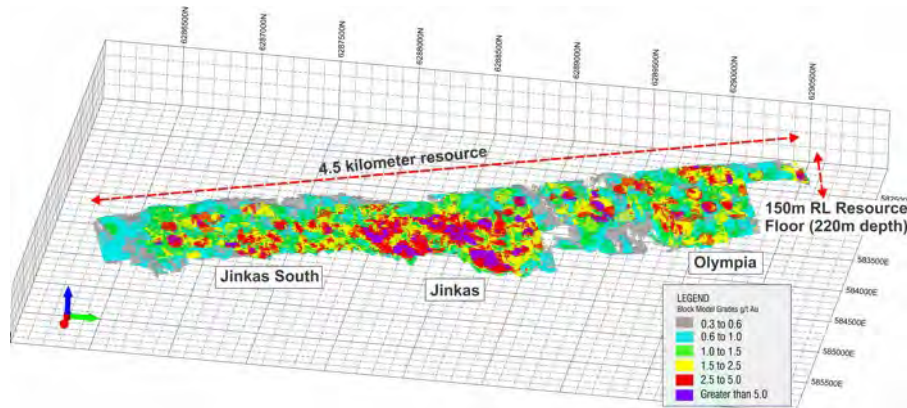 6286500N
6287000N
6287500N
6288000N
6288500N
6289000N
6289500N
6290000N
6290500N
4.5 kilometer resource
150m RL Resource
Floor (220m depth)
Jinkas South
Jinkas
Olympia
583500E
584000E
584500E
585000E
585500E
LEGEND
Block Model Grades g/t Au
0.3 to 0.6
0.6 to 1.0
1.0 to 1.5
1.5 to 2.5
2.5 to 5.0
Greater than 5.0